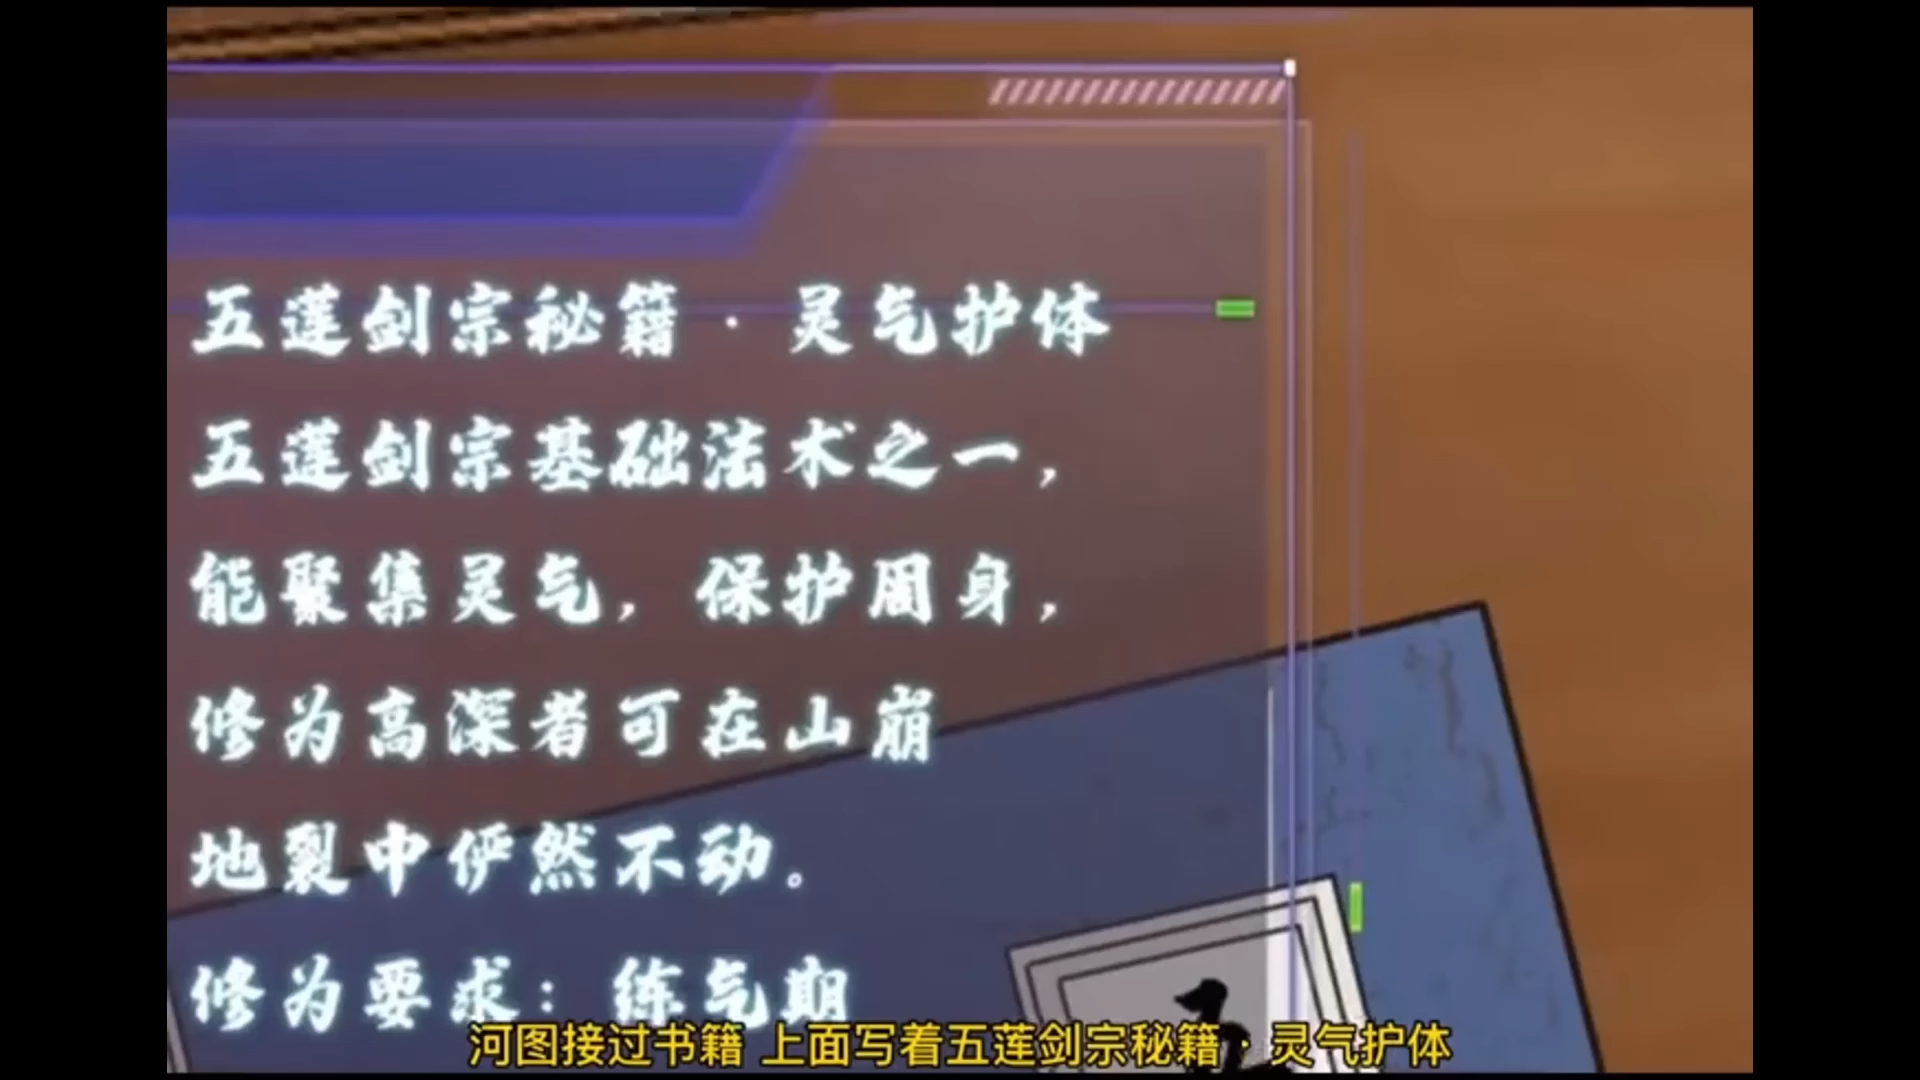 五莲剑宗秘籍·灵气护体
五莲剑宗基础法术之一，
能聚集灵气，保护周身，
修为高深者可在山崩
地裂中俨然不动。
修为要求：练气期
河图接过书籍 上面写着五莲剑宗秘籍·灵气护体